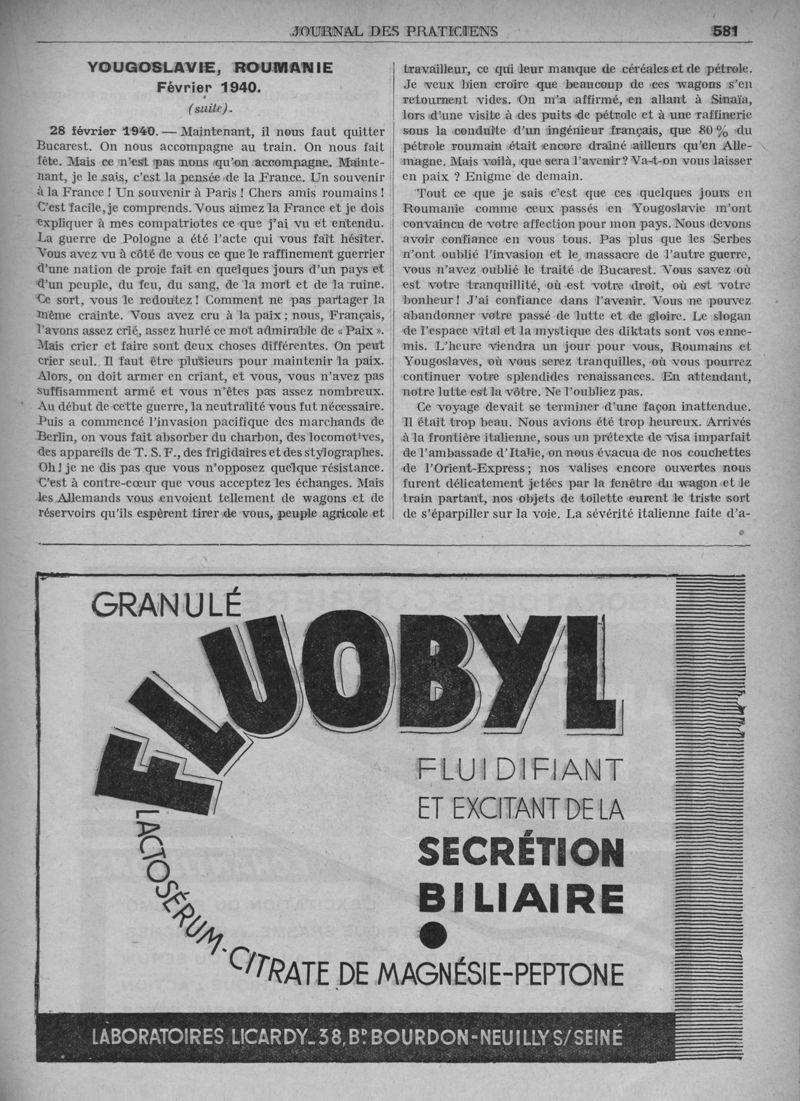 JOURNAL DES PRATICIENS
581
YOUGOSLAVIE, ROUMANIE
Février 1940.
(suite).
28 février 1940. — Maintenant, il nous faut quitter
Bucarest. On nous accompagne au train. On nous fait
fête. Mais ce n'est pas nous qu'on accompagne. Mainte-
nant, je le sais, c'est la pensée de la France. Un souvenir
à la France ! Un souvenir à Paris ! Chers amis roumains !
C'est facile, je comprends. Vous aimez la France et je dois
expliquer à mes compatriotes ce que j'ai vu et entendu.
La guerre de Pologne a été l'acte qui vous fait hésiter.
Vous avez vu à côté de vous ce que le raffinement guerrier
d'une nation de proie fait en quelques jours d'un pays et
d'un peuple, du feu, du sang, de la mort et de la ruine.
Ce sort, vous le redoutez ! Comment ne pas partager la
même crainte. Vous avez cru à la paix ; nous, Français,
l'avons assez crié, assez hurlé ce mot admirable de « Paix ».
Mais crier et faire sont deux choses différentes. On peut
crier seul. Il faut être plusieurs pour maintenir la paix.
Alors, on doit armer en criant, et vous, vous n'avez pas
suffisamment armé et vous n'êtes pas assez nombreux.
Au début de cette guerre, la neutralité vous fut nécessaire.
Puis a commencé l'invasion pacifique des marchands de
Berlin, on vous fait absorber du charbon, des locomotives,
des appareils de T. S. F., des frigidaires et des stylographes.
Oh ! je ne dis pas que vous n'opposez quelque résistance.
C'est à contre-cœur que vous acceptez les échanges. Mais
les Allemands vous envoient tellement de wagons et de
réservoirs qu'ils espèrent tirer de vous, peuple agricole et
travailleur, ce qui leur manque de céréales et de pétrole.
Je veux bien croire que beaucoup de ces wagons s'en
retournent vides. On m'a affirmé, en allant à Sinaïa,
lors d'une visite à des puits de pétrole et à une raffinerie
sous la conduite d'un ingénieur français, que 80 % du
pétrole roumain était encore drainé ailleurs qu'en Alle-
magne. Mais voilà, que sera l'avenir ? Va-t-on vous laisser
en paix ? Enigme de demain.
Tout ce que je sais c'est que ces quelques jours en
Roumanie comme ceux passés en Yougoslavie m'ont
convaincu de votre affection pour mon pays. Nous devons
avoir confiance en vous tous. Pas plus que les Serbes
n'ont oublié l'invasion et le massacre de l'autre guerre,
vous n'avez oublié le traité de Bucarest. Vous savez où
est votre tranquillité, où est votre droit, où est votre
bonheur ! J'ai confiance dans l'avenir. Vous ne pouvez
abandonner votre passé de lutte et de gloire. Le slogan
de l'espace vital et la mystique des diktats sont vos enne-
mis. L'heure viendra un jour pour vous, Roumains et
Yougoslaves, où vous serez tranquilles, où vous pourrez
continuer votre splendides renaissances. En attendant,
notre lutte est la vôtre. Ne l'oubliez pas.
Ce voyage devait se terminer d'une façon inattendue.
Il était trop beau. Nous avions été trop heureux. Arrivés
à la frontière italienne, sous un prétexte de visa imparfait
de l'ambassade d'Italie, on nous évacua de nos couchettes
de l'Orient-Express ; nos valises encore ouvertes nous
furent délicatement jetées par la fenêtre du wagon et le
train partant, nos objets de toilette eurent le triste sort
de s'éparpiller sur la voie. La sévérité italienne faite d'a-
GRANULÉ
FLUOBYL
FLUIDIFIANT
ET EXCITANT DE LA
SECRÉTION
BILIAIRE
LACTOSÉRUM-CITRATE DE MAGNÉSIE-PEPTONE
LABORATOIRES LICARDY_38, Bᴅ. BOURDON-NEUILLY S/SEINE